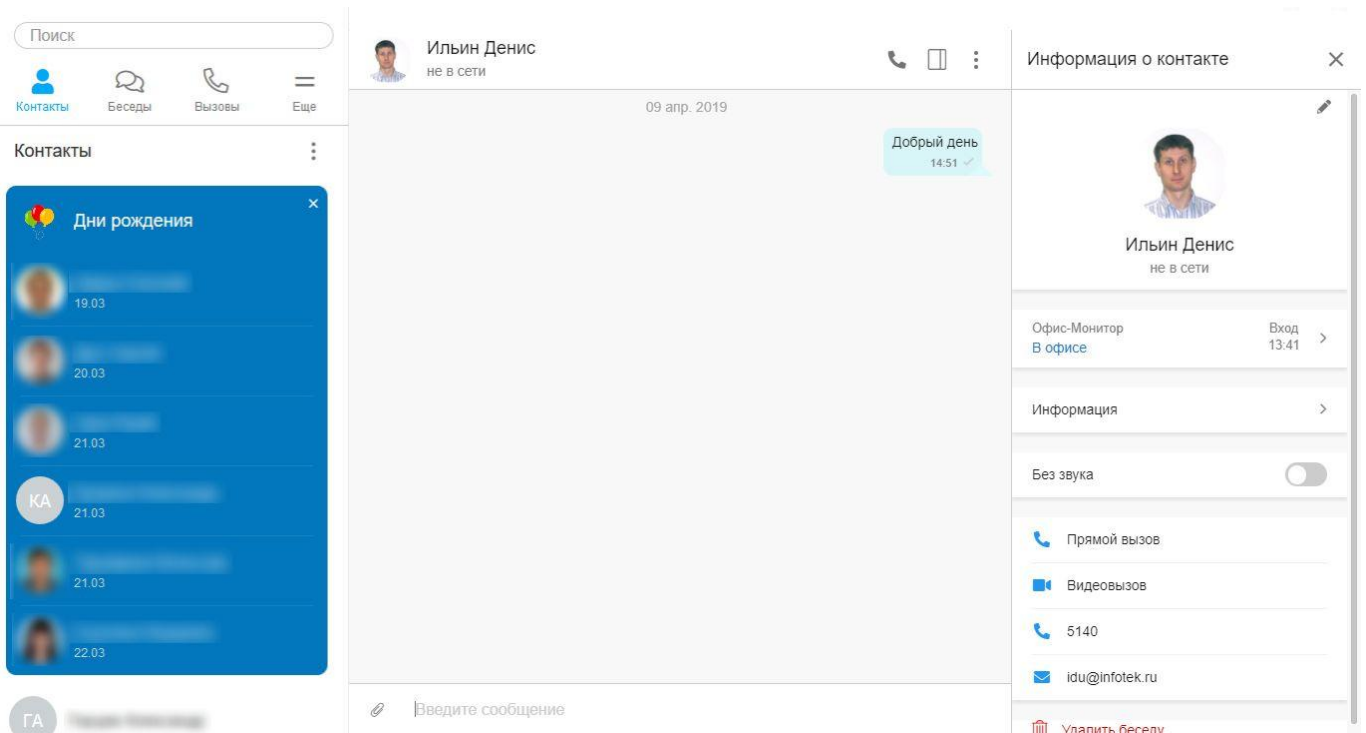 Поиск
Контакты
Беседы
Вызовы
Еще
Контакты
Дни рождения
19.03
20.03
21.03
КА
21.03
21.03
22.03
ГА
Ильин Денис
не в сети
09 апр. 2019
Добрый день
14:51
Введите сообщение
Информация о контакте
Ильин Денис
не в сети
Офис-Монитор
Вход
В офисе
13:41
Информация
Без звука
Прямой вызов
Видеовызов
5140
idu@infotek.ru
Удалить беседу